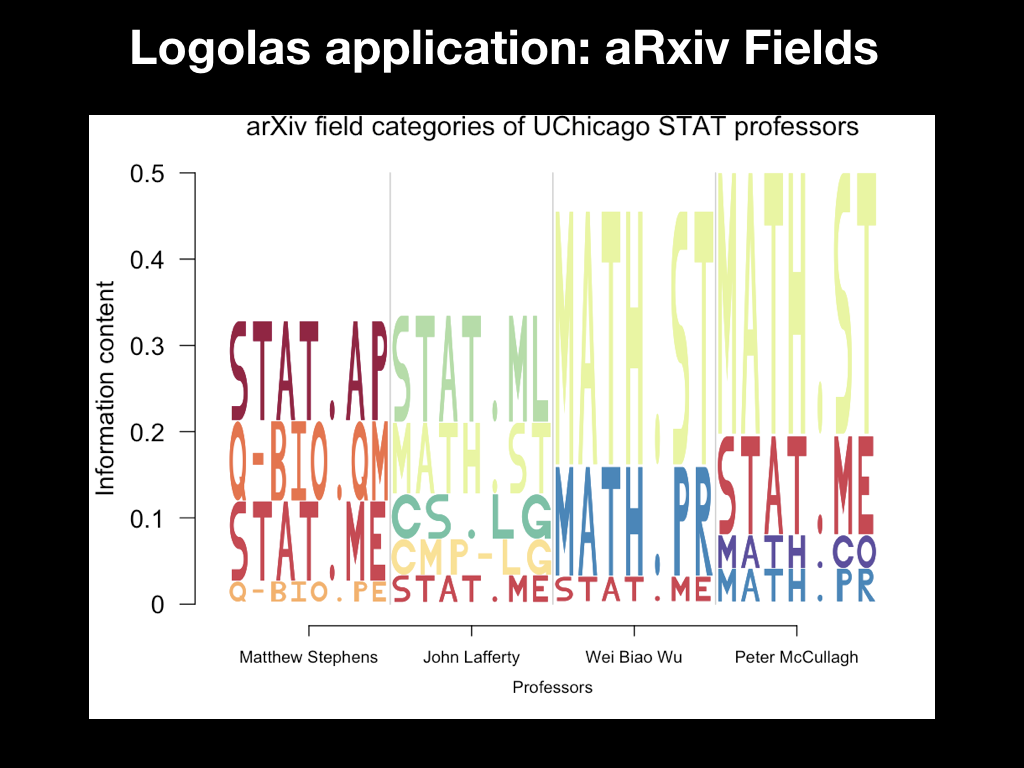 Logolas application: aRxiv Fields
arXiv field categories of UChicago STAT professors
0.5
0.4
0.3
0.2
0.1
0
Information content
STAT.AP
Q-BIO.QM
STAT.ME
Q-BIO.PE
STAT.ML
MATH.ST
CS.LG
CMP-LG
STAT.ME
MATH.ST
MATH.PR
STAT.ME
MATH.ST
STAT.ME
MATH.CO
MATH.PR
Matthew Stephens
John Lafferty
Wei Biao Wu
Peter McCullagh
Professors